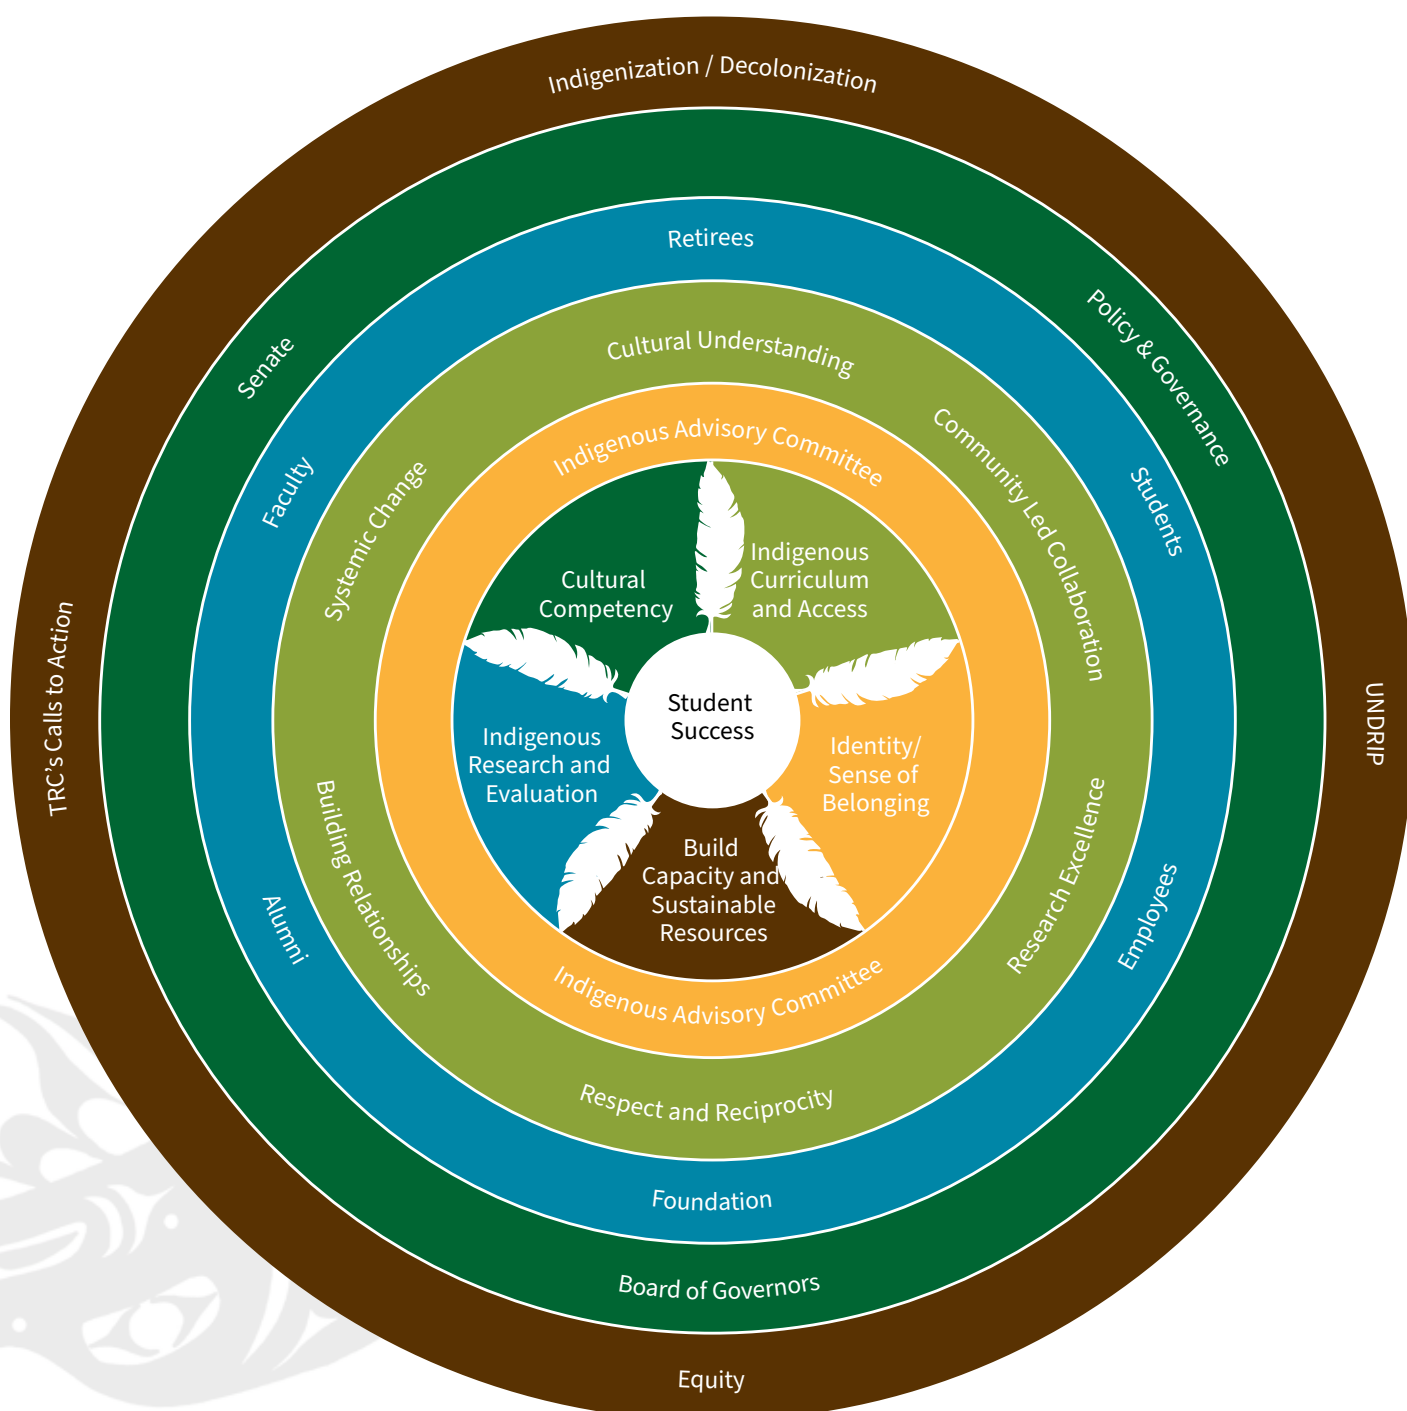 Indigenization / Decolonization
UNDRIP
Equity
TRC’s Calls to Action
Senate
Policy & Governance
Board of Governors
Retirees
Students
Employees
Foundation
Alumni
Faculty
Cultural Understanding
Community Led Collaboration
Research Excellence
Respect and Reciprocity
Building Relationships
Systemic Change
Indigenous Advisory Committee
Indigenous Advisory Committee
Cultural
Competency
Indigenous
Curriculum
and Access
Identity/
Sense of
Belonging
Build
Capacity and
Sustainable
Resources
Indigenous
Research and
Evaluation
Student
Success